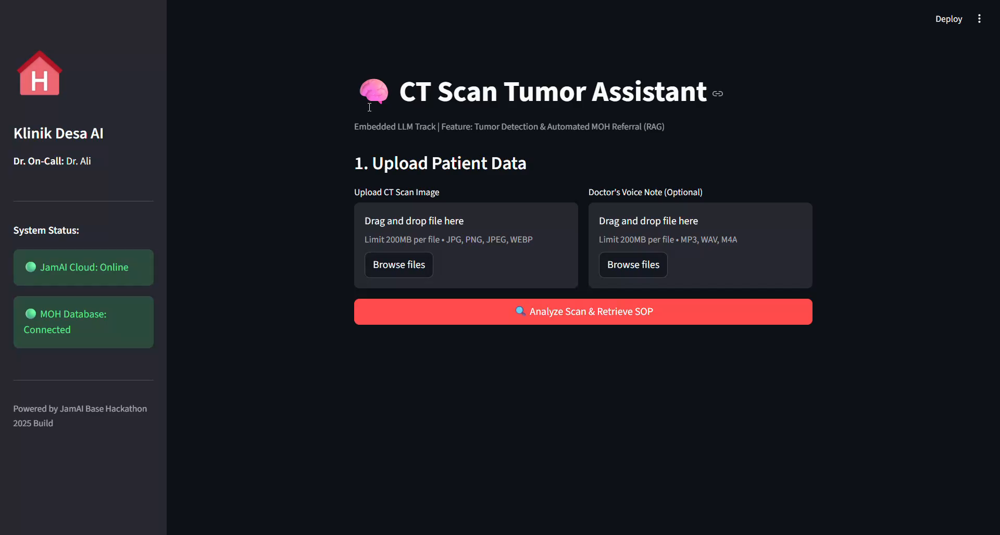 Deploy
H
Klinik Desa AI
Dr. On-Call: Dr. Ali
System Status:
JamAI Cloud: Online
MOH Database:
Connected
Powered by JamAI Base Hackathon
2025 Build
CT Scan Tumor Assistant
Embedded LLM Track | Feature: Tumor Detection & Automated MOH Referral (RAG)
1. Upload Patient Data
Upload CT Scan Image
Drag and drop file here
Limit 200MB per file • JPG, PNG, JPEG, WEBP
Browse files
Doctor's Voice Note (Optional)
Drag and drop file here
Limit 200MB per file • MP3, WAV, M4A
Browse files
Analyze Scan & Retrieve SOP